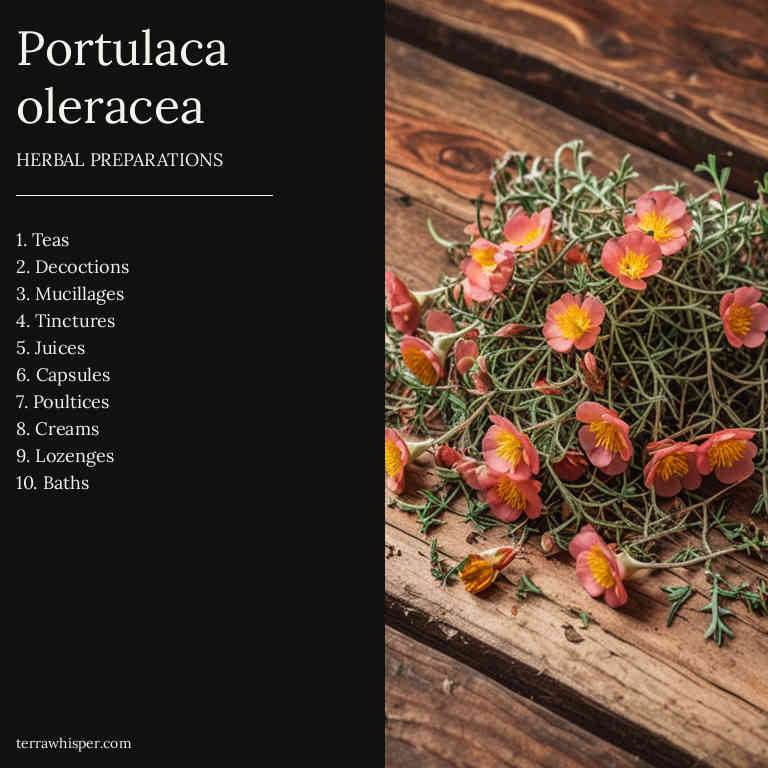 Portulaca
oleracea
HERBAL PREPARATIONS
1. Teas
2. Decoctions
3. Mucillages
4. Tinctures
5. Juices
6. Capsules
7. Poultices
8. Creams
9. Lozenges
10. Baths
terrawhisper.com